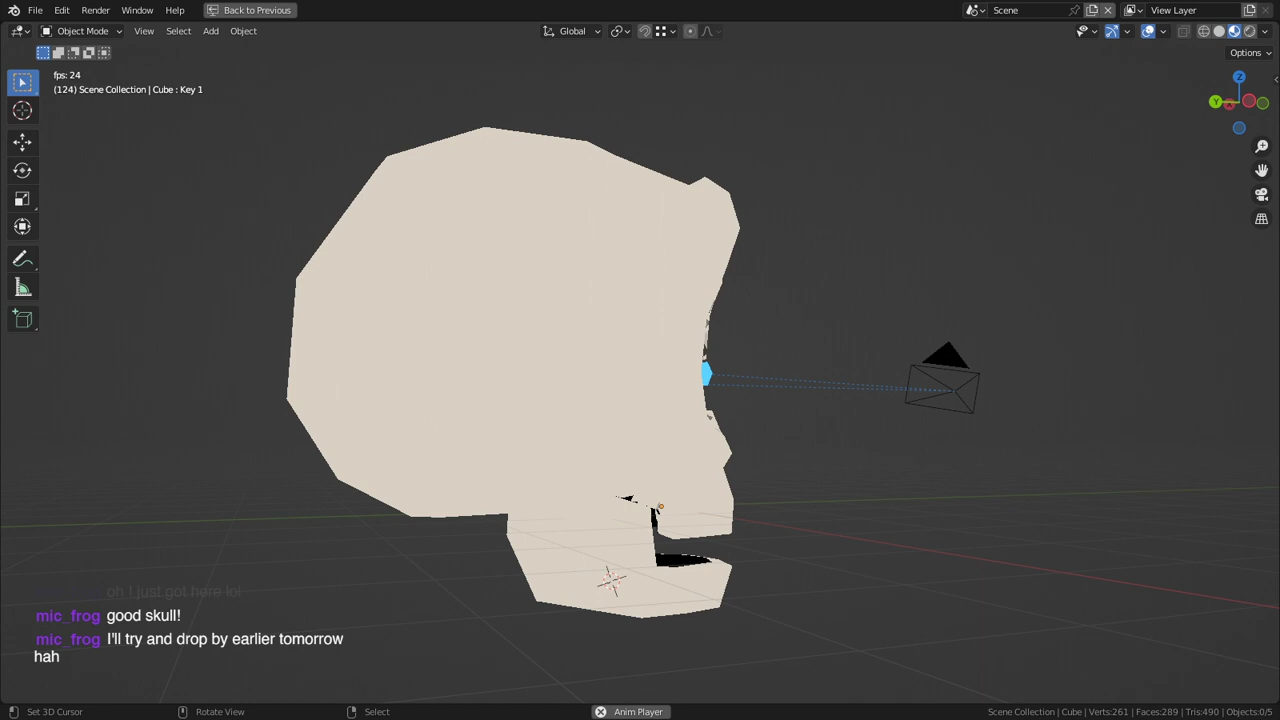 File Edit Render Window Help Back to Previous Scene View Layer
Object Mode View Select Add Object Global
Options
fps: 24
(124) Scene Collection | Cube : Key 1
Z
Y
oh I just got here lol
mic_frog good skull!
mic_frog I'll try and drop by earlier tomorrow
hah
Set 3D Cursor Rotate View Select Anim Player Scene Collection | Cube | Verts:261 | Faces:289 | Tris:490 | Objects:0/5